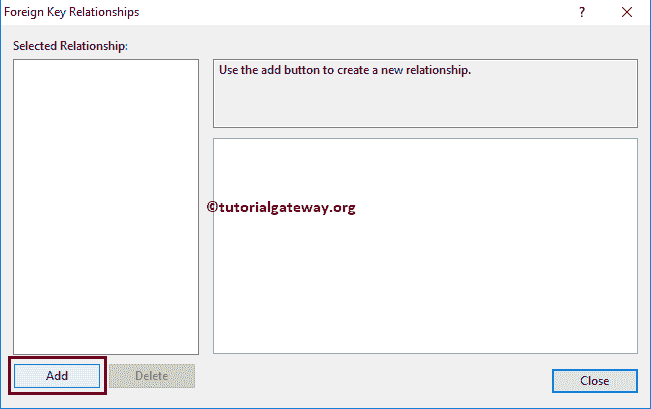 Foreign Key Relationships
?
Selected Relationship:
Use the add button to create a new relationship.
©tutorialgateway.org
Add
Delete
Close